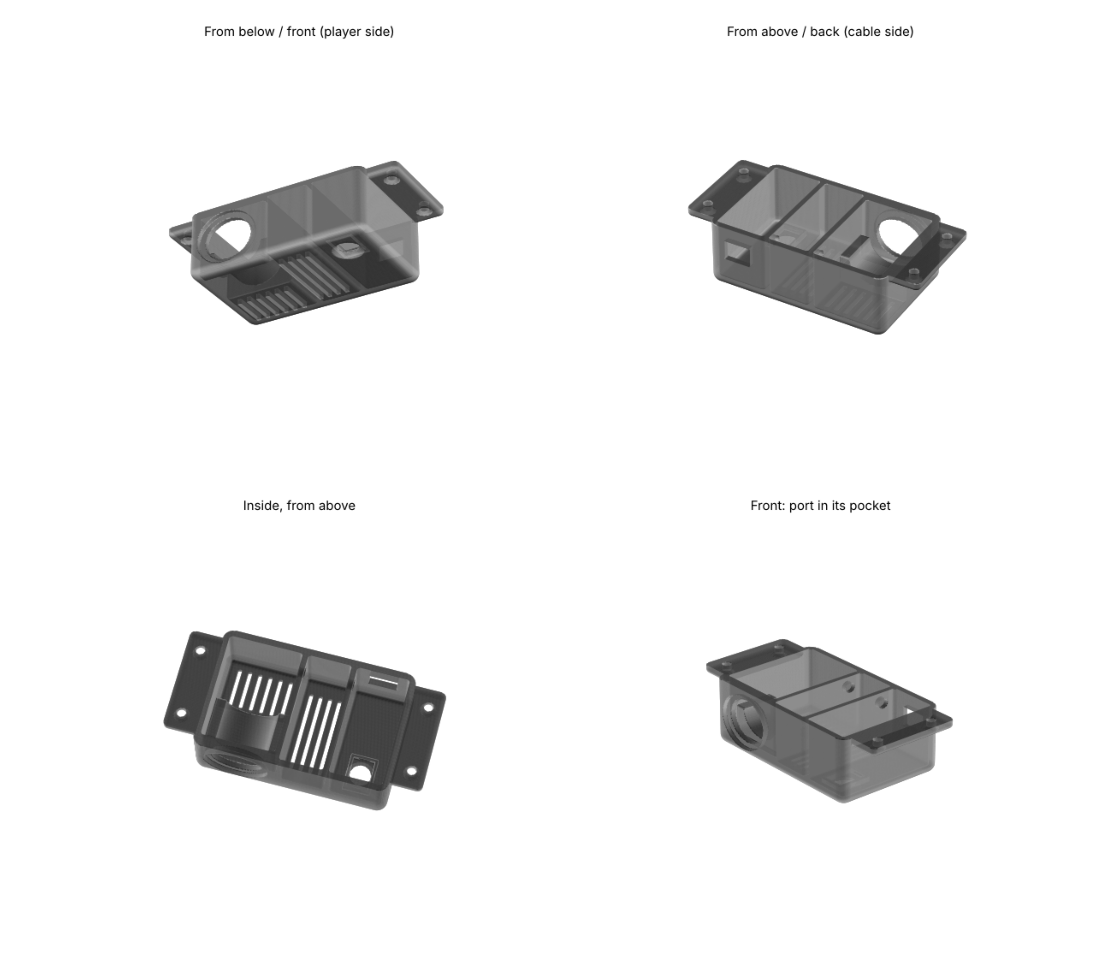 From below / front (player side)
From above / back (cable side)
Inside, from above
Front: port in its pocket